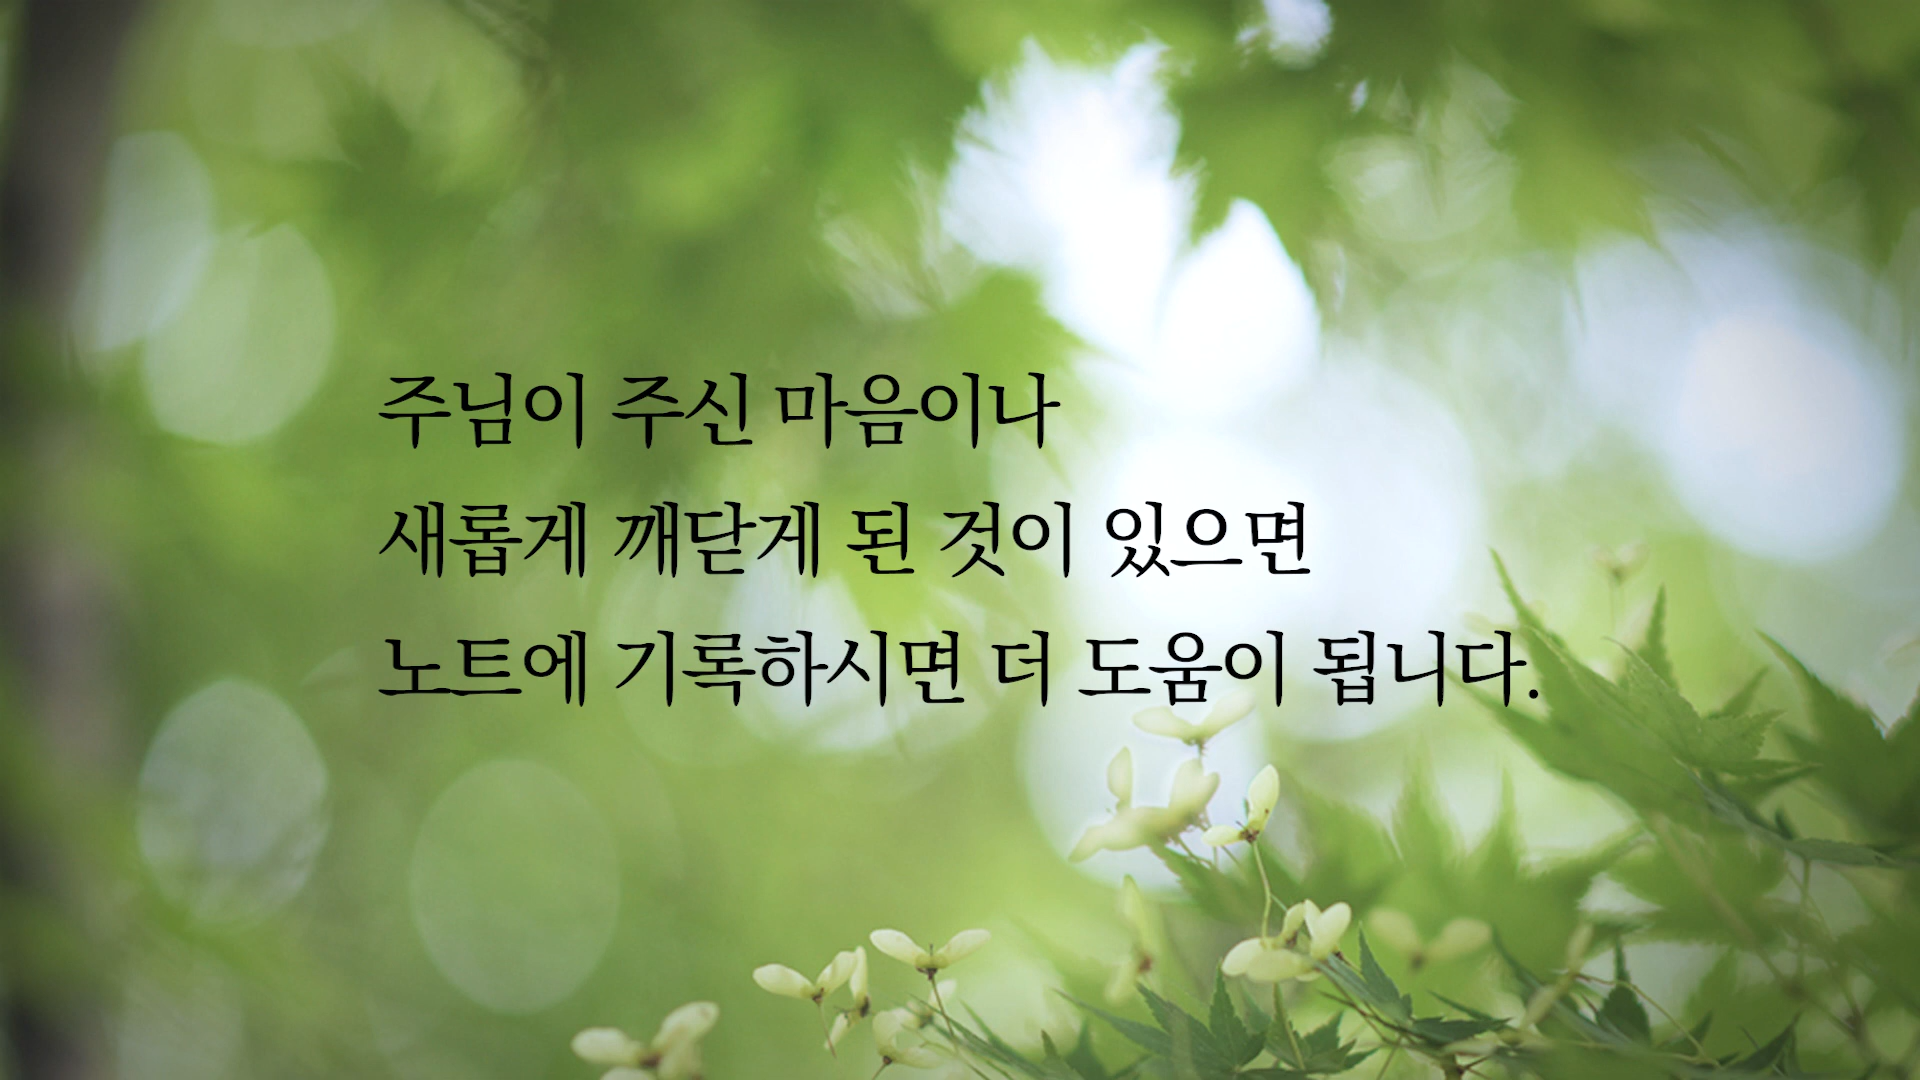 주님이 주신 마음이나
새롭게 깨닫게 된 것이 있으면
노트에 기록하시면 더 도움이 됩니다.